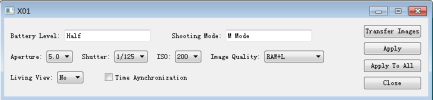 X01
Battery Level: Half Shooting Mode: M Mode Transfer Images
Apply
Aperture: 5.0 Shutter: 1/125 ISO: 200 Image Quality: RAW+L
Apply To All
Living View: No Time Aynchronization
Close